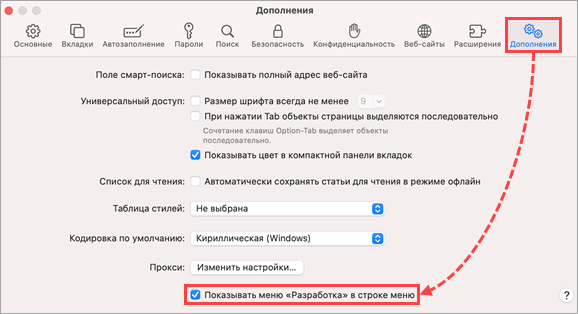 Дополнения
Основные Вкладки Автозаполнение Пароли Поиск Безопасность Конфиденциальность Веб-сайты Расширения Дополнения
Поле смарт-поиска: Показывать полный адрес веб-сайта
Универсальный доступ: Размер шрифта всегда не менее 9
При нажатии Tab объекты страницы выделяются последовательно
Сочетание клавиш Option-Tab выделяет объекты
последовательно.
Показывать цвет в компактной панели вкладок
Список для чтения: Автоматически сохранять статьи для чтения в режиме офлайн
Таблица стилей: Не выбрана
Кодировка по умолчанию: Кириллическая (Windows)
Прокси: Изменить настройки...
Показывать меню «Разработка» в строке меню
?